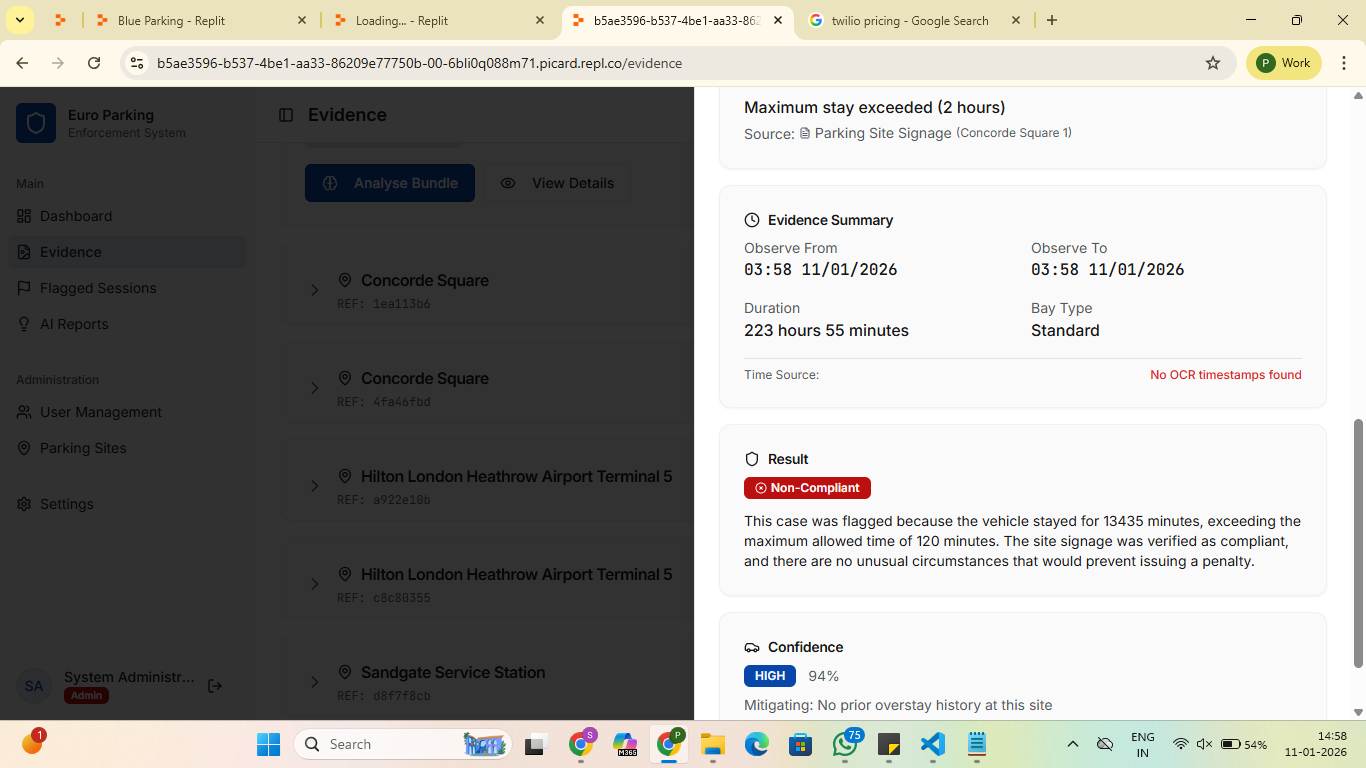 Blue Parking - Replit
Loading... - Replit
b5ae3596-b537-4be1-aa33-862
twilio pricing - Google Search
b5ae3596-b537-4be1-aa33-86209e77750b-00-6bli0q088m71.picard.repl.co/evidence
P Work
Euro Parking
Enforcement System
Main
Dashboard
Evidence
Flagged Sessions
AI Reports
Administration
User Management
Parking Sites
Settings
SA
System Administr...
Admin
Evidence
Analyse Bundle
View Details
Concorde Square
REF: 1ea113b6
Concorde Square
REF: 4fa46fbd
Hilton London Heathrow Airport Terminal 5
REF: a922e10b
Hilton London Heathrow Airport Terminal 5
REF: c8c80355
Sandgate Service Station
REF: d8f7f8cb
Maximum stay exceeded (2 hours)
Source: Parking Site Signage (Concorde Square 1)
Evidence Summary
Observe From
03:58 11/01/2026
Observe To
03:58 11/01/2026
Duration
223 hours 55 minutes
Bay Type
Standard
Time Source:
No OCR timestamps found
Result
Non-Compliant
This case was flagged because the vehicle stayed for 13435 minutes, exceeding the
maximum allowed time of 120 minutes. The site signage was verified as compliant,
and there are no unusual circumstances that would prevent issuing a penalty.
Confidence
HIGH 94%
Mitigating: No prior overstay history at this site
1
Search
S
M365
P
75
ENG
IN
54%
14:58
11-01-2026